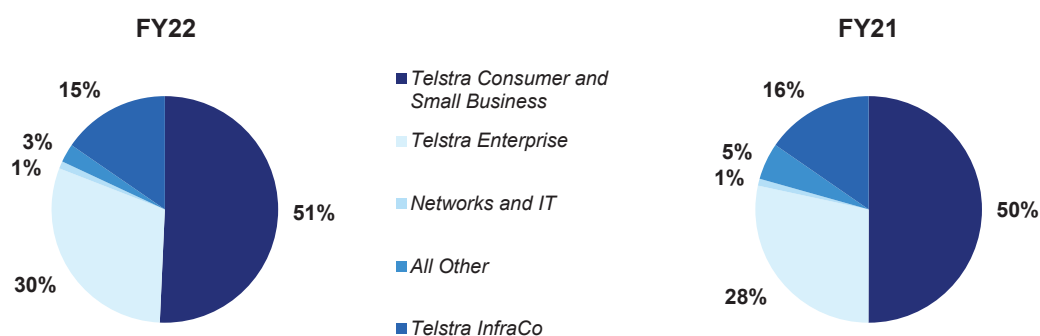 FY22
FY21
15%
3%
1%
30%
51%
Telstra Consumer and
Small Business
Telstra Enterprise
Networks and IT
All Other
Telstra InfraCo
16%
5%
1%
28%
50%